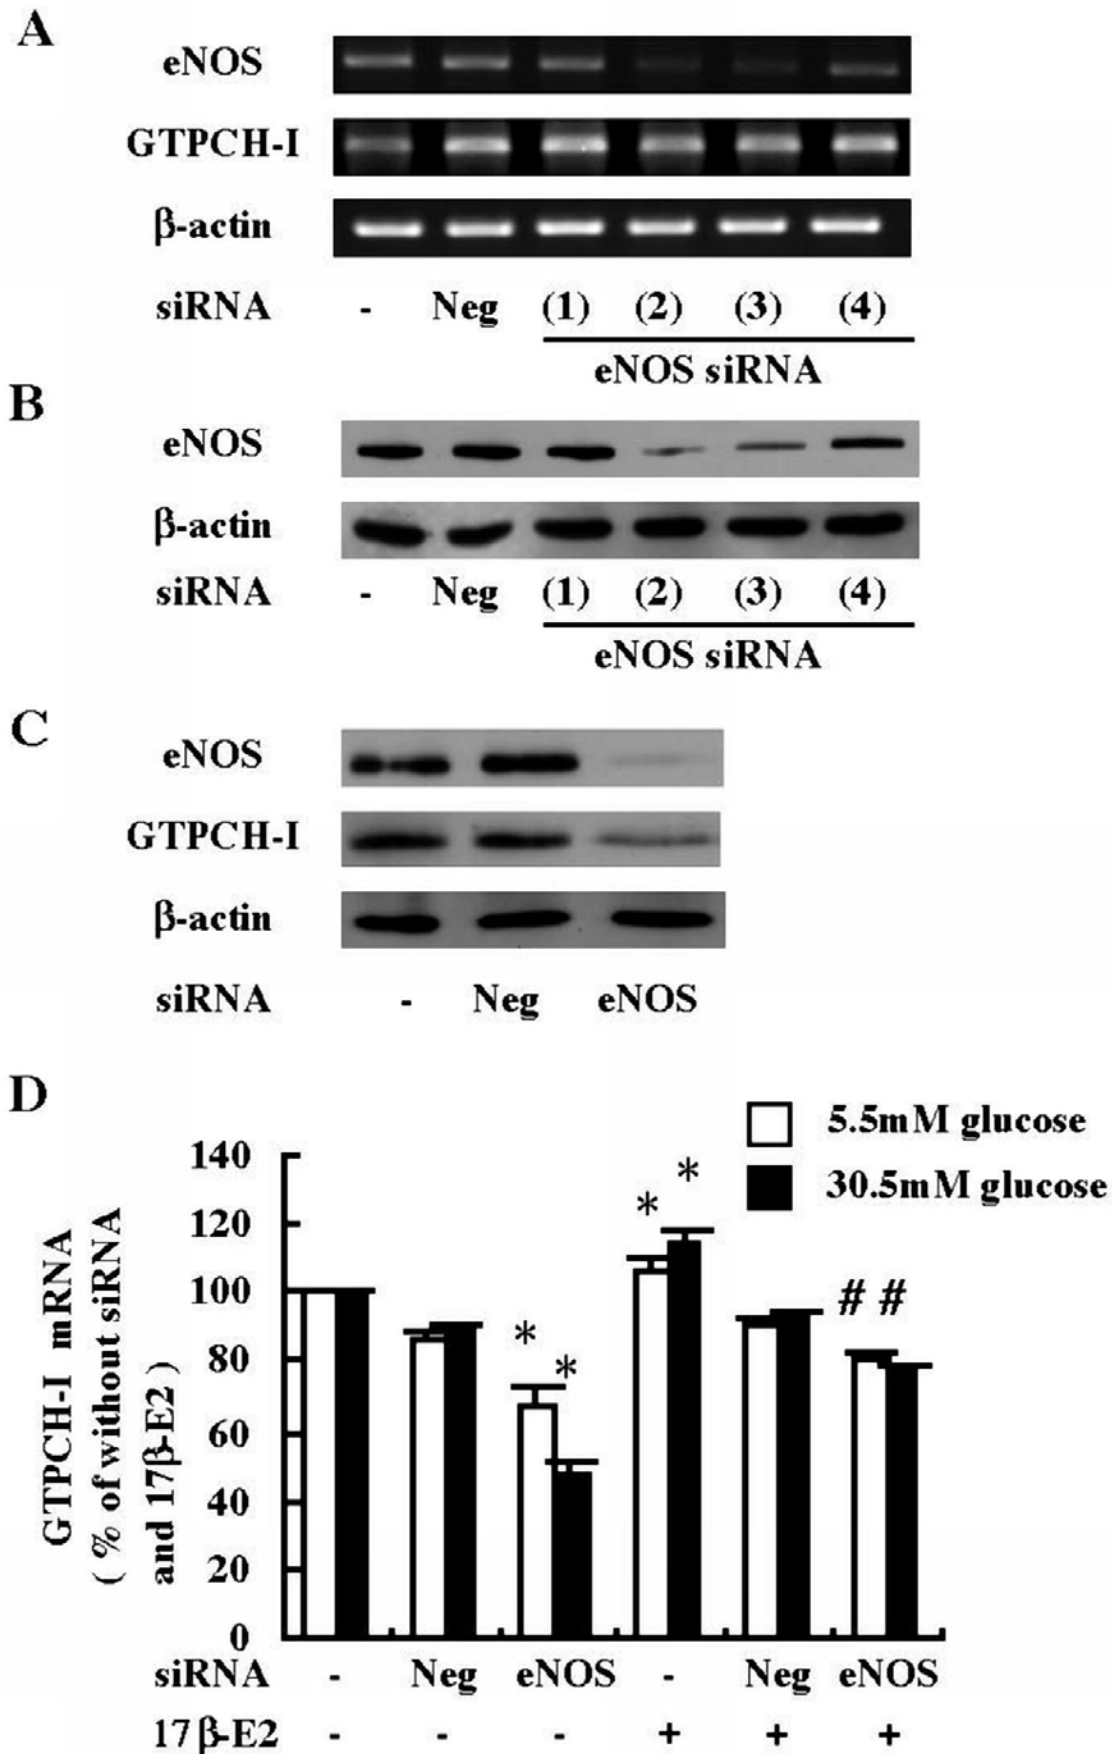 A
eNOS
GTPCH-I
β-actin
siRNA - Neg (1) (2) (3) (4)
eNOS siRNA
B
eNOS
β-actin
siRNA - Neg (1) (2) (3) (4)
eNOS siRNA
C
eNOS
GTPCH-I
β-actin
siRNA - Neg eNOS
D
5.5mM glucose
30.5mM glucose
GTPCH-I mRNA
( % of without siRNA
and 17β-E2 )
140
120
100
80
60
40
20
0
* *
* *
# #
siRNA - Neg eNOS - Neg eNOS
17β-E2 - - - + + +